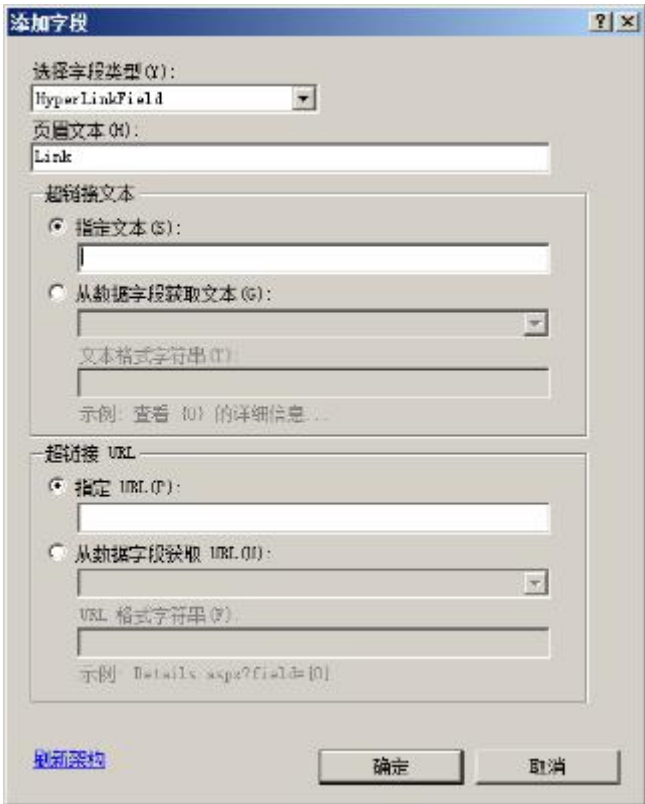 添加字段
选择字段类型(Y):
HyperLinkField
页眉文本(H):
Link
超链接文本
指定文本(S):
从数据字段获取文本(G):
文本格式字符串(T):
示例: 查看 {0} 的详细信息...
超链接 URL
指定 URL(P):
从数据字段获取 URL(U):
URL 格式字符串(F):
示例: Details.aspx?field={0}
刷新架构
确定
取消